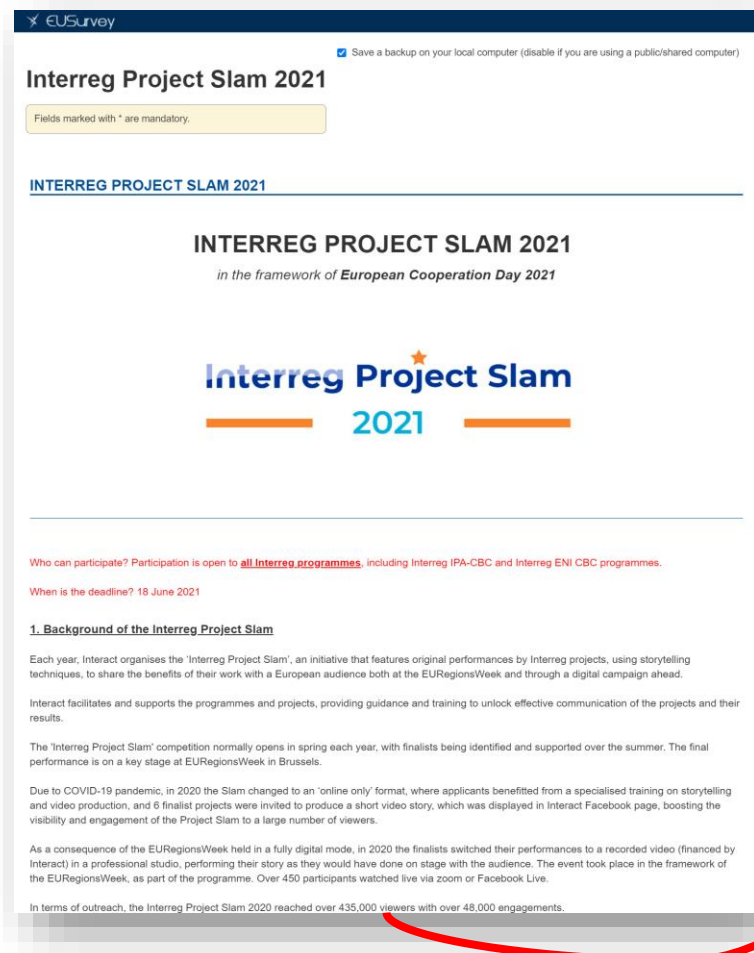 EUSurvey
Save a backup on your local computer (disable if you are using a public/shared computer)
Interreg Project Slam 2021
Fields marked with * are mandatory.
INTERREG PROJECT SLAM 2021
INTERREG PROJECT SLAM 2021
in the framework of European Cooperation Day 2021
Interreg Project Slam
2021
Who can participate? Participation is open to all Interreg programmes, including Interreg IPA-CBC and Interreg ENI CBC programmes.
When is the deadline? 18 June 2021
1. Background of the Interreg Project Slam
Each year, Interact organises the 'Interreg Project Slam', an initiative that features original performances by Interreg projects, using storytelling
techniques, to share the benefits of their work with a European audience both at the EURegionsWeek and through a digital campaign ahead.
Interact facilitates and supports the programmes and projects, providing guidance and training to unlock effective communication of the projects and their
results.
The 'Interreg Project Slam' competition normally opens in spring each year, with finalists being identified and supported over the summer. The final
performance is on a key stage at EURegionsWeek in Brussels.
Due to COVID-19 pandemic, in 2020 the Slam changed to an 'online only' format, where applicants benefitted from a specialised training on storytelling
and video production, and 6 finalist projects were invited to produce a short video story, which was displayed in Interact Facebook page, boosting the
visibility and engagement of the Project Slam to a large number of viewers.
As a consequence of the EURegionsWeek held in a fully digital mode, in 2020 the finalists switched their performances to a recorded video (financed by
Interact) in a professional studio, performing their story as they would have done on stage with the audience. The event took place in the framework of
the EURegionsWeek, as part of the programme. Over 450 participants watched live via zoom or Facebook Live.
In terms of outreach, the Interreg Project Slam 2020 reached over 435,000 viewers with over 48,000 engagements.